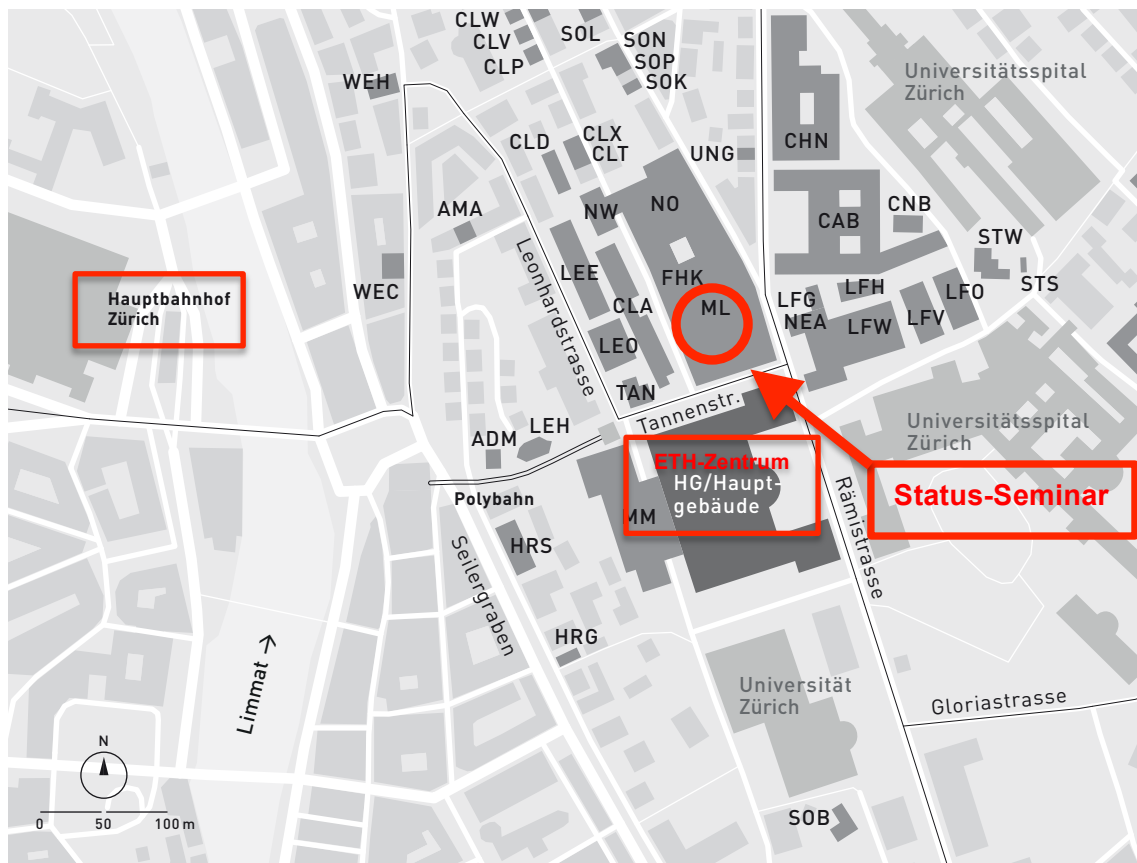 CLW
CLV
CLP
SOL
SON
SOP
SOK
WEH
Universitätsspital
Zürich
CLD
CLX
CLT
UNG
CHN
AMA
NW
NO
CAB
CNB
STW
STS
Leonhardstrasse
LEE
FHK
ML
CLA
LEO
TAN
LFG
NEA
LFH
LFW
LFV
LFO
WEC
Hauptbahnhof
Zürich
Tannenstr.
ADM
LEH
Polybahn
ETH-Zentrum
HG/Haupt-
gebäude
MM
Universitätsspital
Zürich
Status-Seminar
Rämistrasse
HRS
Seilergraben
HRG
Limmat →
Universität
Zürich
Gloriastrasse
SOB
N
0 50 100 m